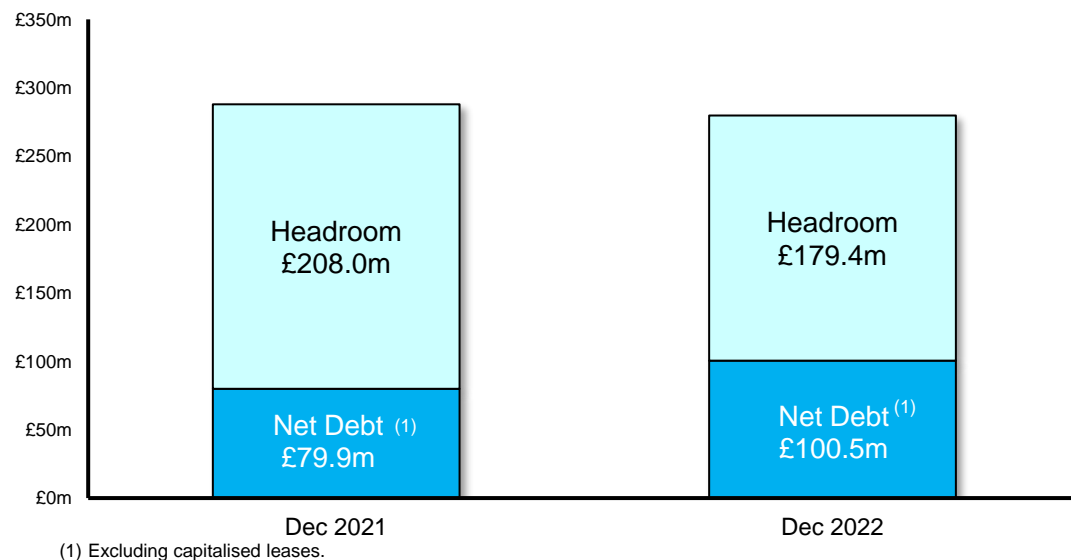 £350m
£300m
£250m
£200m
£150m
£100m
£50m
£0m
Headroom
£208.0m
Net Debt (1)
£79.9m
Headroom
£179.4m
Net Debt (1)
£100.5m
Dec 2021
Dec 2022
(1) Excluding capitalised leases.